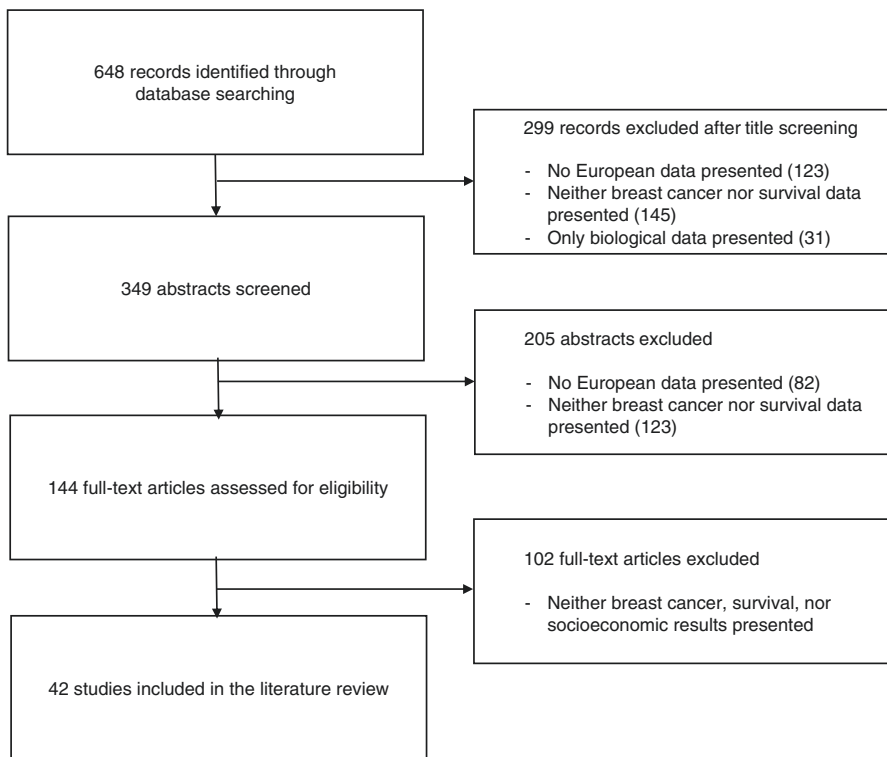 648 records identified through
database searching
299 records excluded after title screening
- No European data presented (123)
- Neither breast cancer nor survival data
presented (145)
- Only biological data presented (31)
349 abstracts screened
205 abstracts excluded
- No European data presented (82)
- Neither breast cancer nor survival data
presented (123)
144 full-text articles assessed for eligibility
102 full-text articles excluded
- Neither breast cancer, survival, nor
socioeconomic results presented
42 studies included in the literature review